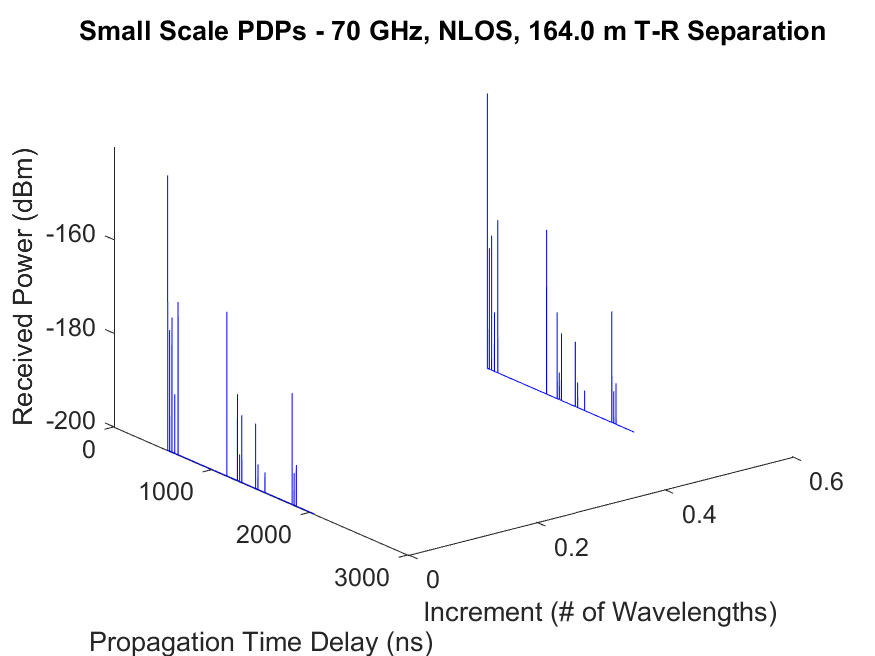 Small Scale PDPs - 70 GHz, NLOS, 164.0 m T-R Separation
Received Power (dBm)
-160
-180
-200
0
1000
2000
3000
Propagation Time Delay (ns)
0
0.2
0.4
0.6
Increment (# of Wavelengths)